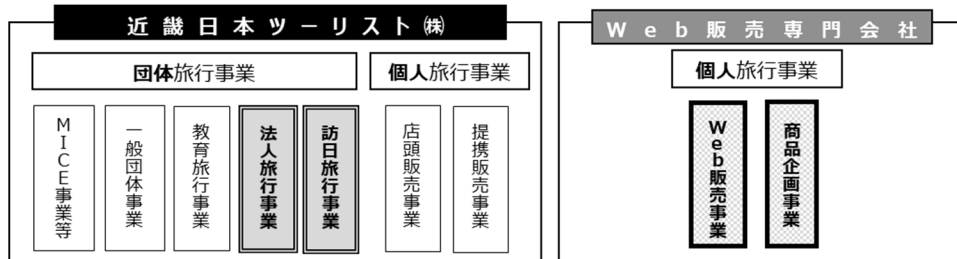 近畿日本ツーリスト㈱
団体旅行事業
個人旅行事業
MICE事業等
一般団体事業
教育旅行事業
法人旅行事業
訪日旅行事業
店頭販売事業
提携販売事業
Web販売専門会社
個人旅行事業
Web販売事業
商品企画事業